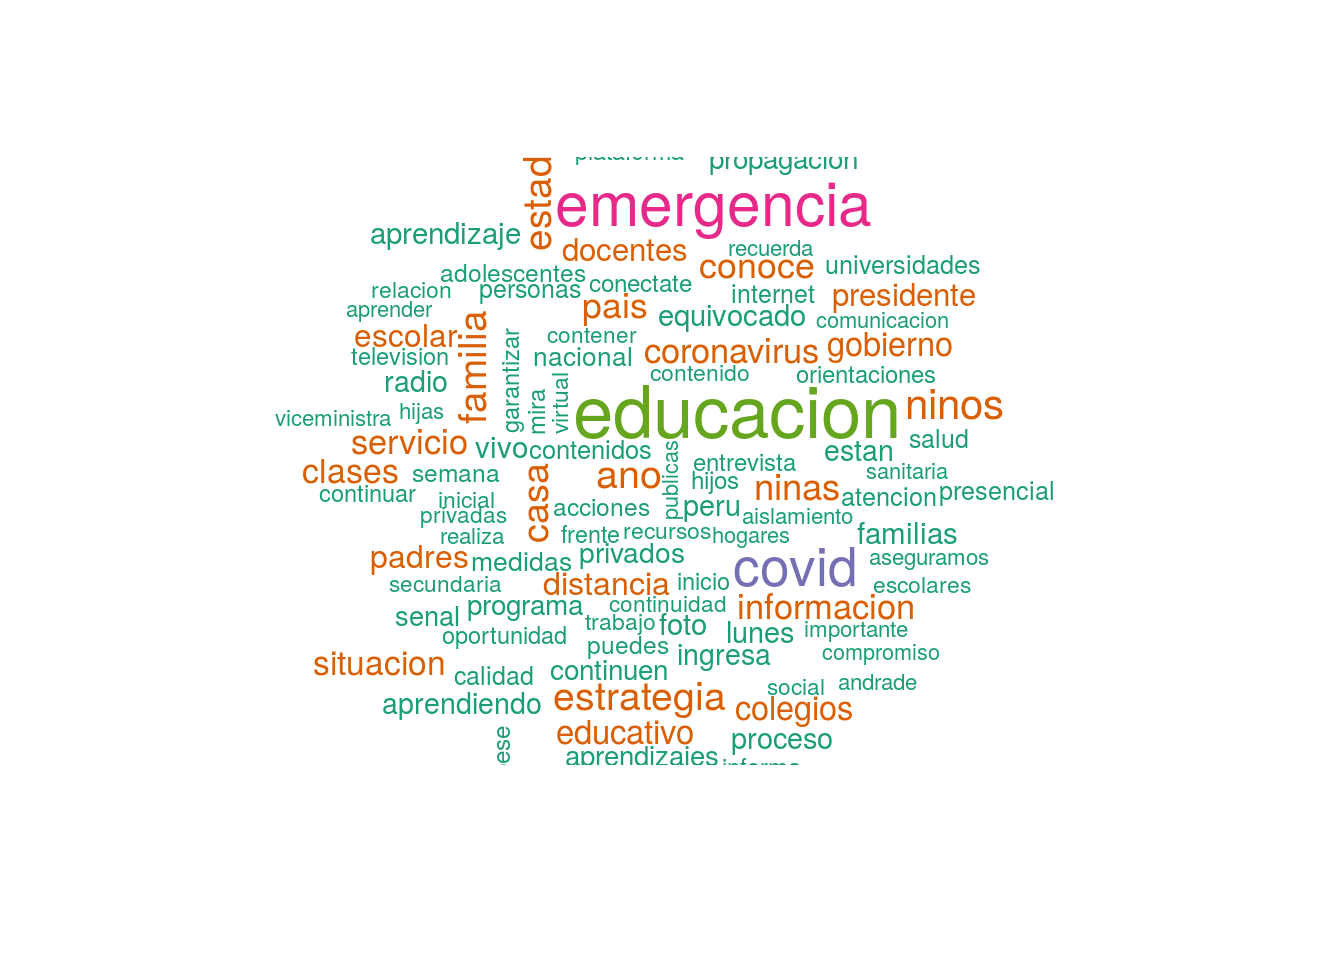 plataforma
propagacion
estad
emergencia
aprendizaje
docentes
recuerda
conoce
universidades
adolescentes
conectate
relacion
personas
internet
presidente
aprender
pais
equivocado
comunicacion
escolar
familia
contener
coronavirus
gobierno
television
garantizar
nacional
contenido
orientaciones
radio
mira
virtual
educacion
ninos
viceministra
hijas
servicio
vivo
contenidos
publicas
estan
salud
clases
semana
casa
ano
entrevista
hijos
ninas
sanitaria
continuar
inicial
acciones
peru
atencion
presencial
privadas
aislamiento
realiza
frente
recursos
hogares
familias
padres
medidas
privados
covid
aseguramos
secundaria
distancia
inicio
escolares
senal
programa
continuidad
informacion
oportunidad
trabajo
foto
lunes
importante
puedes
ingresa
compromiso
situacion
calidad
continuen
social
andrade
aprendiendo
estrategia
colegios
ese
educativo
proceso
aprendizajes
informa